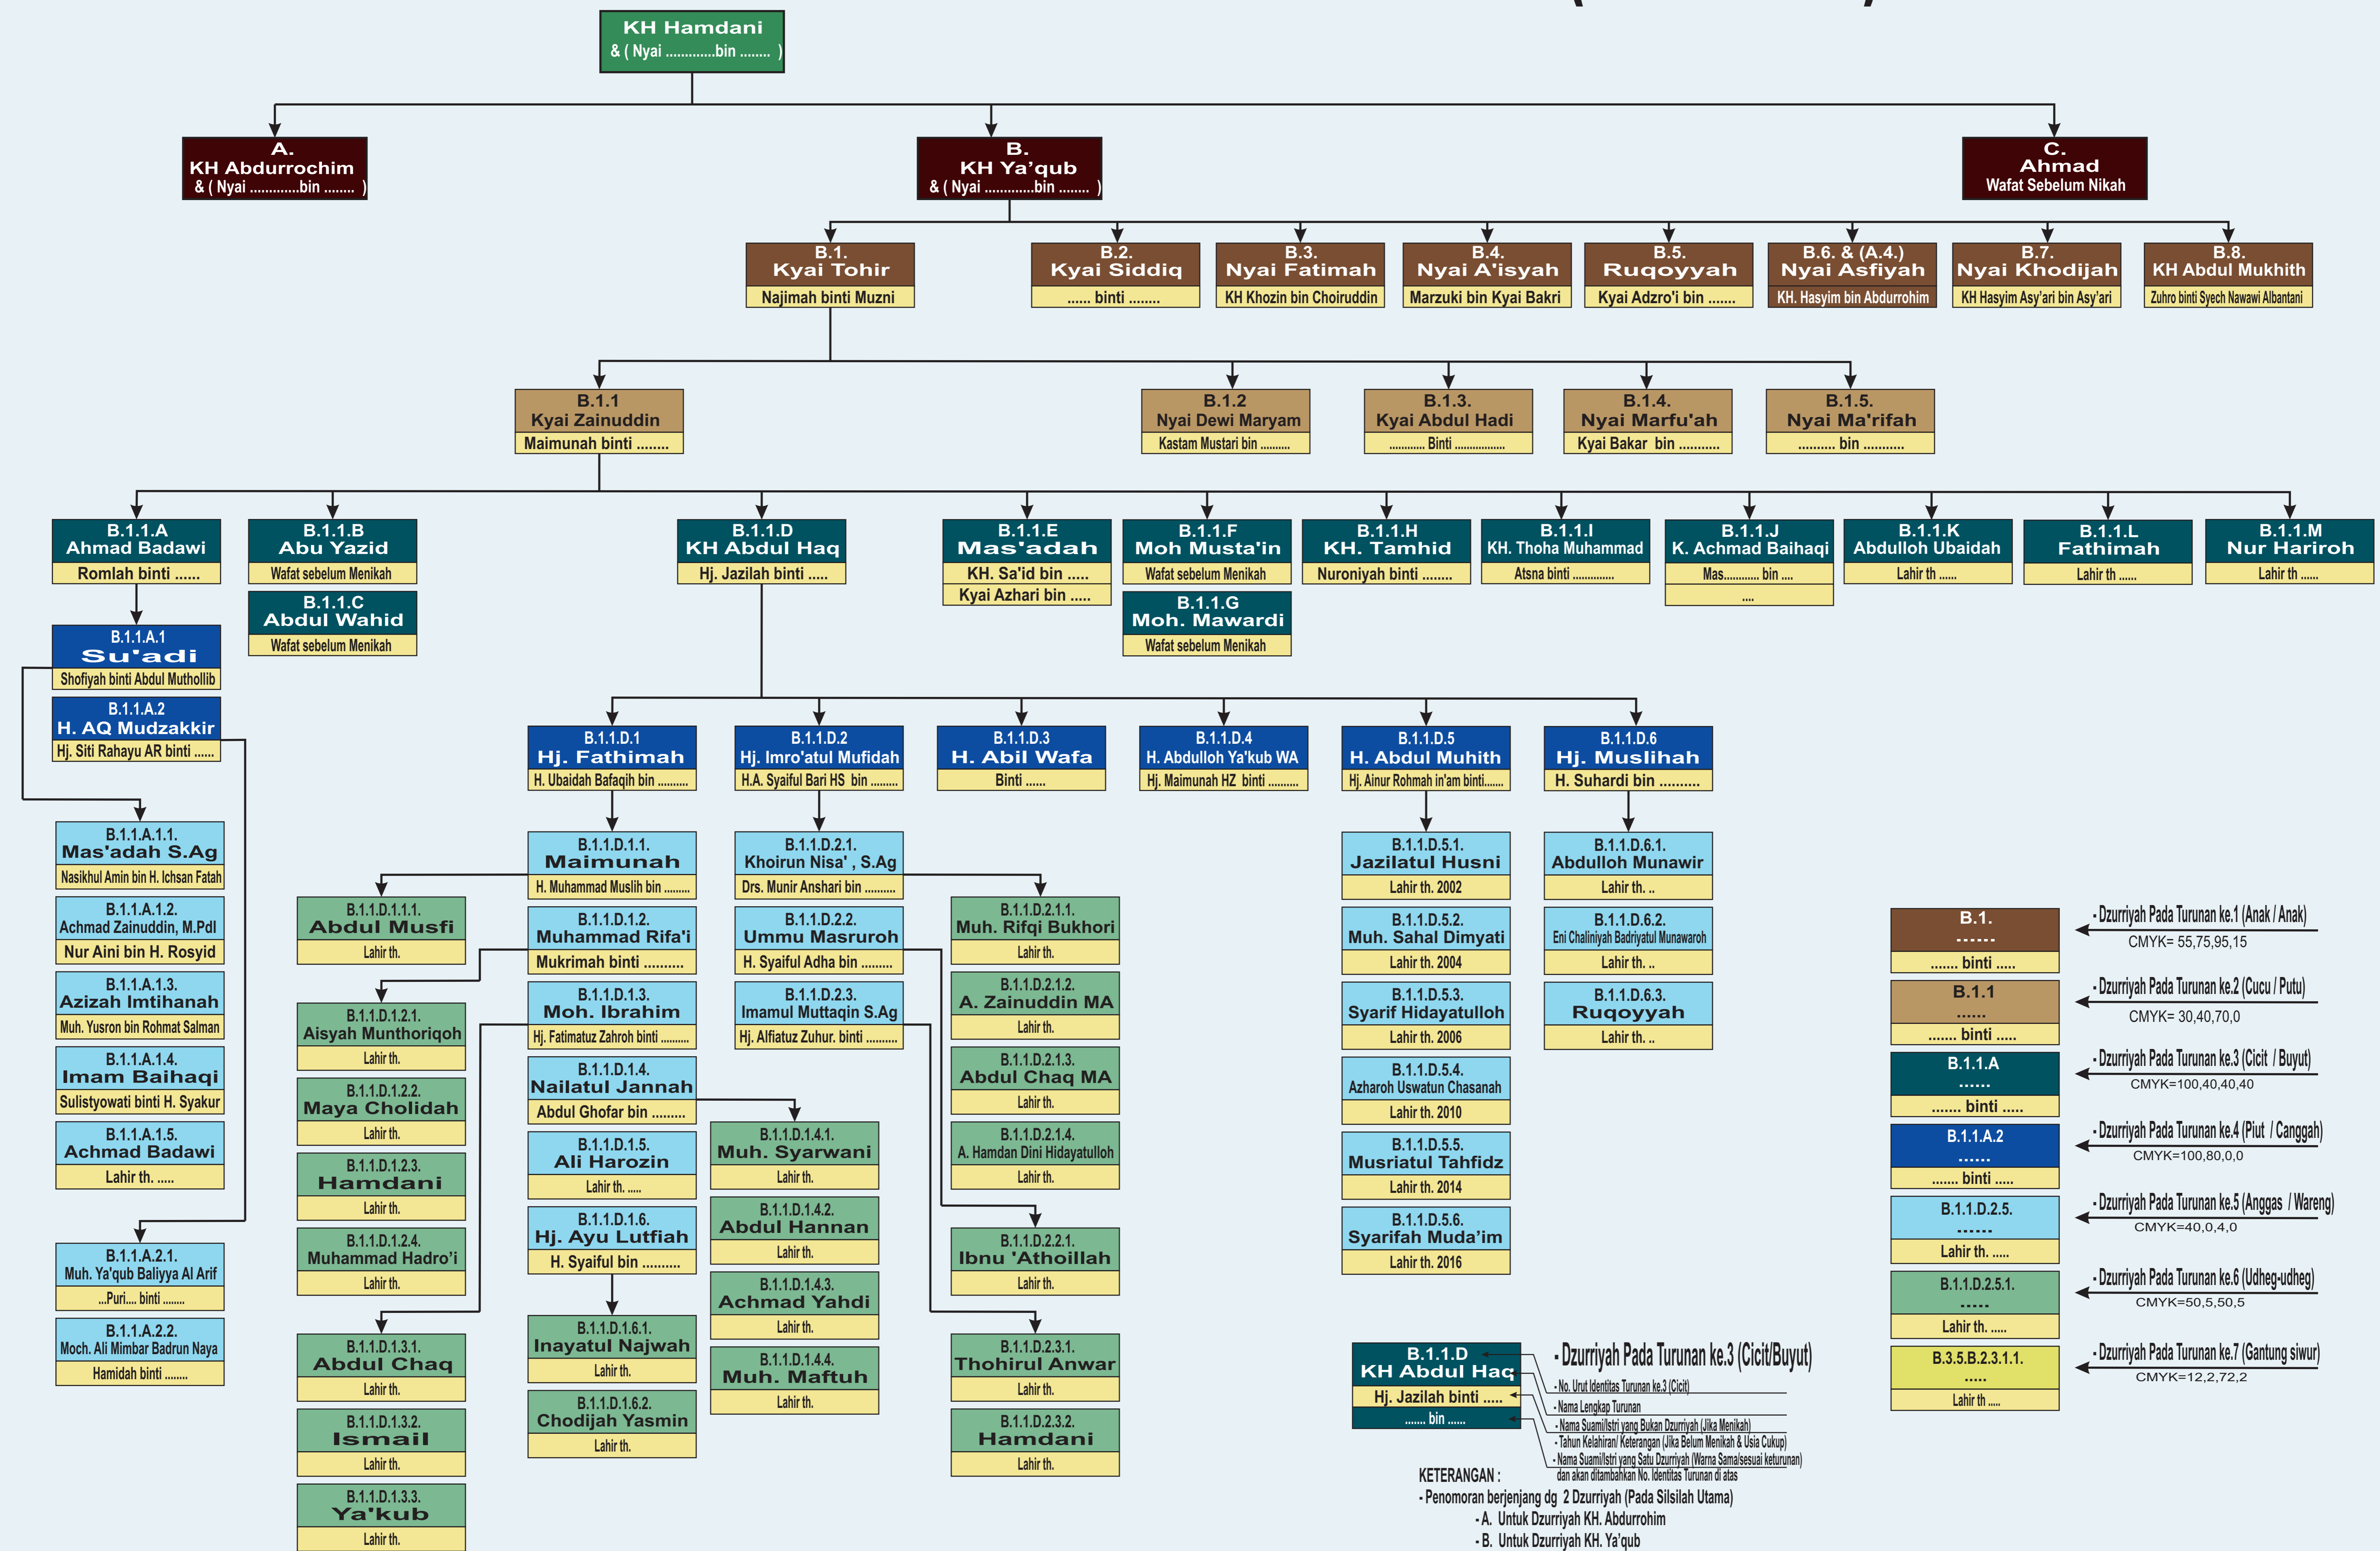 KH Hamdani
& ( Nyai .............bin ........ )
A.
KH Abdurrochim
& ( Nyai .............bin ........ )
B.
KH Ya’qub
& ( Nyai .............bin ........ )
C.
Ahmad
Wafat Sebelum Nikah
B.1.
Kyai Tohir
Najimah binti Muzni
B.2.
Kyai Siddiq
...... binti ........
B.3.
Nyai Fatimah
KH Khozin bin Choiruddin
B.4.
Nyai A'isyah
Marzuki bin Kyai Bakri
B.5.
Ruqoyyah
Kyai Adzro'i bin .......
B.6. & (A.4.)
Nyai Asfiyah
KH. Hasyim bin Abdurrohim
B.7.
Nyai Khodijah
KH Hasyim Asy’ari bin Asy’ari
B.8.
KH Abdul Mukhith
Zuhro binti Syech Nawawi Albantani
B.1.1
Kyai Zainuddin
Maimunah binti ........
B.1.2
Nyai Dewi Maryam
Kastam Mustari bin ..........
B.1.3.
Kyai Abdul Hadi
............ Binti .................
B.1.4.
Nyai Marfu'ah
Kyai Bakar bin ...........
B.1.5.
Nyai Ma'rifah
.......... bin ...........
B.1.1.A
Ahmad Badawi
Romlah binti ......
B.1.1.B
Abu Yazid
Wafat sebelum Menikah
B.1.1.C
Abdul Wahid
Wafat sebelum Menikah
B.1.1.D
KH Abdul Haq
Hj. Jazilah binti .....
B.1.1.E
Mas'adah
KH. Sa'id bin .....
Kyai Azhari bin .....
B.1.1.F
Moh Musta'in
Wafat sebelum Menikah
B.1.1.G
Moh. Mawardi
Wafat sebelum Menikah
B.1.1.H
KH. Tamhid
Nuroniyah binti ........
B.1.1.I
KH. Thoha Muhammad
Atsna binti ..............
B.1.1.J
K. Achmad Baihaqi
Mas............ bin ....
....
B.1.1.K
Abdulloh Ubaidah
Lahir th ......
B.1.1.L
Fathimah
Lahir th ......
B.1.1.M
Nur Hariroh
Lahir th ......
B.1.1.A.1
Su'adi
Shofiyah binti Abdul Muthollib
B.1.1.A.2
H. AQ Mudzakkir
Hj. Siti Rahayu AR binti ......
B.1.1.D.1
Hj. Fathimah
H. Ubaidah Bafaqih bin ..........
B.1.1.D.2
Hj. Imro'atul Mufidah
H.A. Syaiful Bari HS bin .........
B.1.1.D.3
H. Abil Wafa
Binti ......
B.1.1.D.4
H. Abdulloh Ya'kub WA
Hj. Maimunah HZ binti ..........
B.1.1.D.5
H. Abdul Muhith
Hj. Ainur Rohmah in'am binti.......
B.1.1.D.6
Hj. Muslihah
H. Suhardi bin ..........
B.1.1.A.1.1.
Mas'adah S.Ag
Nasikhul Amin bin H. Ichsan Fatah
B.1.1.A.1.2.
Achmad Zainuddin, M.PdI
Nur Aini bin H. Rosyid
B.1.1.A.1.3.
Azizah Imtihanah
Muh. Yusron bin Rohmat Salman
B.1.1.A.1.4.
Imam Baihaqi
Sulistyowati binti H. Syakur
B.1.1.A.1.5.
Achmad Badawi
Lahir th. .....
B.1.1.A.2.1.
Muh. Ya'qub Baliyya Al Arif
...Puri.... binti ........
B.1.1.A.2.2.
Moch. Ali Mimbar Badrun Naya
Hamidah binti ........
B.1.1.D.1.1.1.
Abdul Musfi
Lahir th.
B.1.1.D.1.2.1.
Aisyah Munthoriqoh
Lahir th.
B.1.1.D.1.2.2.
Maya Cholidah
Lahir th.
B.1.1.D.1.2.3.
Hamdani
Lahir th.
B.1.1.D.1.2.4.
Muhammad Hadro’i
Lahir th.
B.1.1.D.1.3.1.
Abdul Chaq
Lahir th.
B.1.1.D.1.3.2.
Ismail
Lahir th.
B.1.1.D.1.3.3.
Ya'kub
Lahir th.
B.1.1.D.1.1.
Maimunah
H. Muhammad Muslih bin .........
B.1.1.D.1.2.
Muhammad Rifa'i
Mukrimah binti ..........
B.1.1.D.1.3.
Moh. Ibrahim
Hj. Fatimatuz Zahroh binti ..........
B.1.1.D.1.4.
Nailatul Jannah
Abdul Ghofar bin .........
B.1.1.D.1.5.
Ali Harozin
Lahir th. .....
B.1.1.D.1.6.
Hj. Ayu Lutfiah
H. Syaiful bin ..........
B.1.1.D.1.6.1.
Inayatul Najwah
Lahir th.
B.1.1.D.1.6.2.
Chodijah Yasmin
Lahir th.
B.1.1.D.2.1.
Khoirun Nisa' , S.Ag
Drs. Munir Anshari bin ..........
B.1.1.D.2.2.
Ummu Masruroh
H. Syaiful Adha bin .........
B.1.1.D.2.3.
Imamul Muttaqin S.Ag
Hj. Alfiatuz Zuhur. binti ..........
B.1.1.D.1.4.1.
Muh. Syarwani
Lahir th.
B.1.1.D.1.4.2.
Abdul Hannan
Lahir th.
B.1.1.D.1.4.3.
Achmad Yahdi
Lahir th.
B.1.1.D.1.4.4.
Muh. Maftuh
Lahir th.
B.1.1.D.2.1.1.
Muh. Rifqi Bukhori
Lahir th.
B.1.1.D.2.1.2.
A. Zainuddin MA
Lahir th.
B.1.1.D.2.1.3.
Abdul Chaq MA
Lahir th.
B.1.1.D.2.1.4.
A. Hamdan Dini Hidayatulloh
Lahir th.
B.1.1.D.2.2.1.
Ibnu 'Athoillah
Lahir th.
B.1.1.D.2.3.1.
Thohirul Anwar
Lahir th.
B.1.1.D.2.3.2.
Hamdani
Lahir th.
B.1.1.D.5.1.
Jazilatul Husni
Lahir th. 2002
B.1.1.D.5.2.
Muh. Sahal Dimyati
Lahir th. 2004
B.1.1.D.5.3.
Syarif Hidayatulloh
Lahir th. 2006
B.1.1.D.5.4.
Azharoh Uswatun Chasanah
Lahir th. 2010
B.1.1.D.5.5.
Musriatul Tahfidz
Lahir th. 2014
B.1.1.D.5.6.
Syarifah Muda’im
Lahir th. 2016
B.1.1.D.6.1.
Abdulloh Munawir
Lahir th. ..
B.1.1.D.6.2.
Eni Chaliniyah Badriyatul Munawaroh
Lahir th. ..
B.1.1.D.6.3.
Ruqoyyah
Lahir th. ..
B.1.
......
....... binti .....
- Dzurriyah Pada Turunan ke.1 (Anak / Anak)
CMYK= 55,75,95,15
B.1.1
......
....... binti .....
- Dzurriyah Pada Turunan ke.2 (Cucu / Putu)
CMYK= 30,40,70,0
B.1.1.A
......
....... binti .....
- Dzurriyah Pada Turunan ke.3 (Cicit / Buyut)
CMYK=100,40,40,40
B.1.1.A.2
......
....... binti .....
- Dzurriyah Pada Turunan ke.4 (Piut / Canggah)
CMYK=100,80,0,0
B.1.1.D.2.5.
......
Lahir th. .....
- Dzurriyah Pada Turunan ke.5 (Anggas / Wareng)
CMYK=40,0,4,0
B.1.1.D.2.5.1.
.....
Lahir th. .....
- Dzurriyah Pada Turunan ke.6 (Udheg-udheg)
CMYK=50,5,50,5
B.3.5.B.2.3.1.1.
.....
Lahir th .....
- Dzurriyah Pada Turunan ke.7 (Gantung siwur)
CMYK=12,2,72,2
B.1.1.D
KH Abdul Haq
Hj. Jazilah binti .....
....... bin ......
- Dzurriyah Pada Turunan ke.3 (Cicit/Buyut)
- No. Urut Identitas Turunan ke.3 (Cicit)
- Nama Lengkap Turunan
- Nama Suami/Istri yang Bukan Dzurriyah (Jika Menikah)
- Tahun Kelahiran/ Keterangan (Jika Belum Menikah & Usia Cukup)
- Nama Suami/Istri yang Satu Dzurriyah (Warna Sama/sesuai keturunan)
dan akan ditambahkan No. Identitas Turunan di atas
KETERANGAN :
- Penomoran berjenjang dg 2 Dzurriyah (Pada Silsilah Utama)
- A. Untuk Dzurriyah KH. Abdurrohim
- B. Untuk Dzurriyah KH. Ya’qub